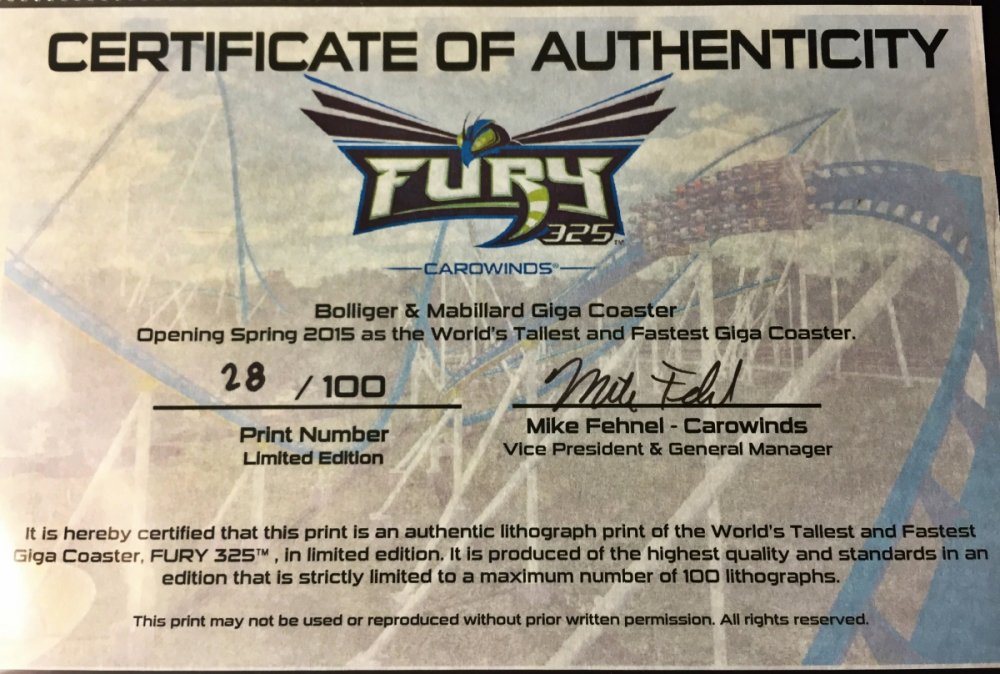 CERTIFICATE OF AUTHENTICITY
FURY
325™
CAROWINDS®
Bolliger & Mabillard Giga Coaster
Opening Spring 2015 as the World's Tallest and Fastest Giga Coaster.
28 / 100
Mike Fehnel
Print Number
Limited Edition
Mike Fehnel - Carowinds
Vice President & General Manager
It is hereby certified that this print is an authentic lithograph print of the World's Tallest and Fastest
Giga Coaster, FURY 325™ , in limited edition. It is produced of the highest quality and standards in an
edition that is strictly limited to a maximum number of 100 lithographs.
This print may not be used or reproduced without prior written permission. All rights reserved.